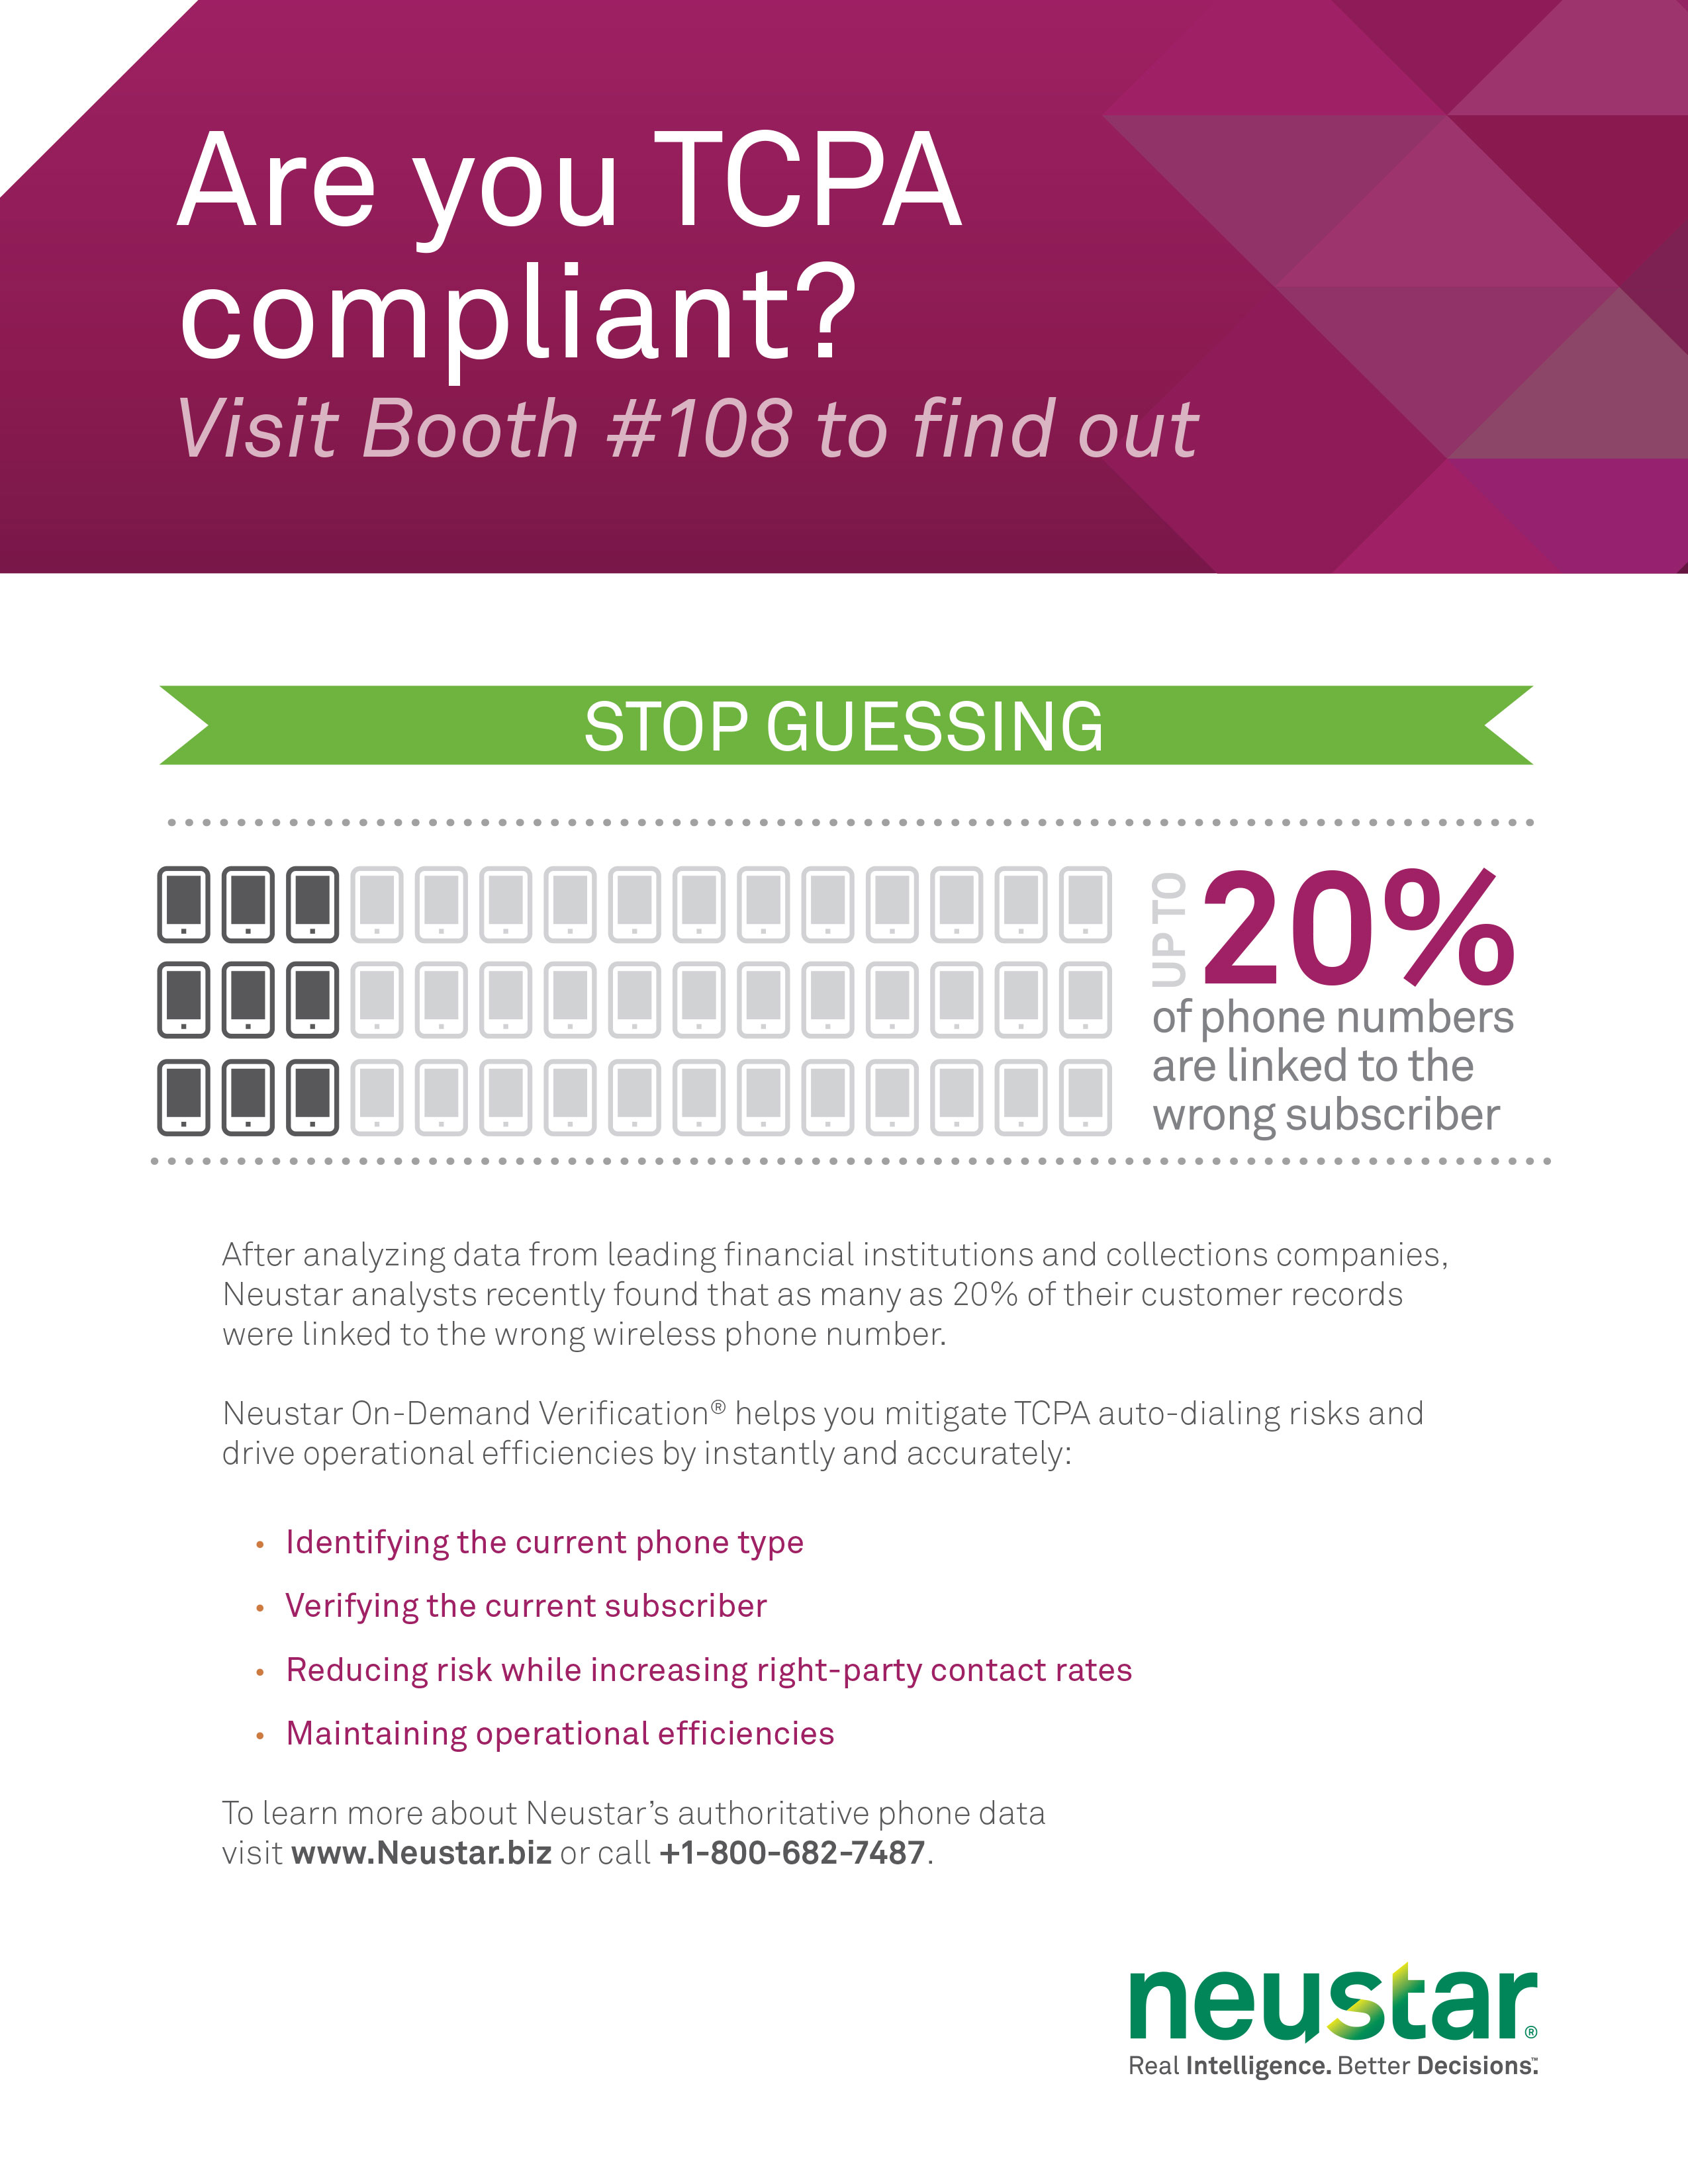 Are you TCPA
compliant?
Visit Booth #108 to find out
STOP GUESSING
UP TO
20%
of phone numbers
are linked to the
wrong subscriber
After analyzing data from leading financial institutions and collections companies,
Neustar analysts recently found that as many as 20% of their customer records
were linked to the wrong wireless phone number.
Neustar On-Demand Verification® helps you mitigate TCPA auto-dialing risks and
drive operational efficiencies by instantly and accurately:
• Identifying the current phone type
• Verifying the current subscriber
• Reducing risk while increasing right-party contact rates
• Maintaining operational efficiencies
To learn more about Neustar’s authoritative phone data
visit www.Neustar.biz or call +1-800-682-7487.
neustar®
Real Intelligence. Better Decisions.™